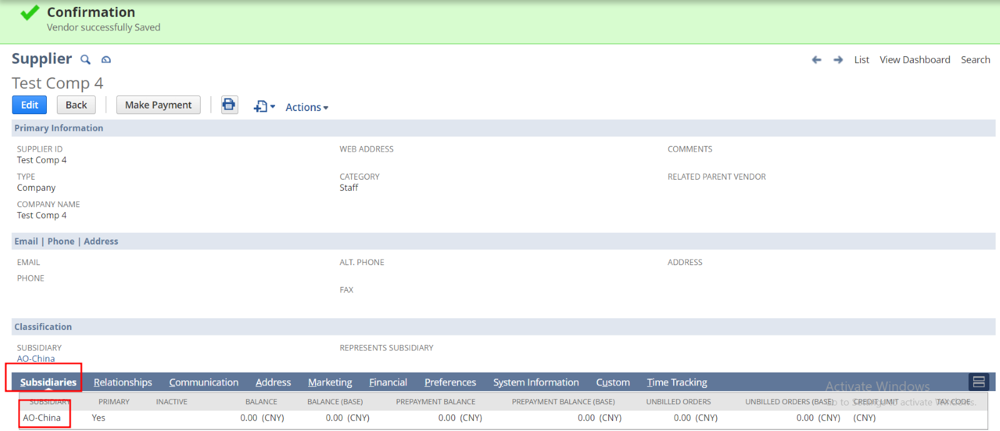 Confirmation
Vendor successfully Saved
Supplier
List View Dashboard Search
Test Comp 4
Edit Back Make Payment Actions
Primary Information
SUPPLIER ID WEB ADDRESS COMMENTS
Test Comp 4
TYPE CATEGORY RELATED PARENT VENDOR
Company Staff
COMPANY NAME
Test Comp 4
Email | Phone | Address
EMAIL ALT. PHONE ADDRESS
PHONE
FAX
Classification
SUBSIDIARY REPRESENTS SUBSIDIARY
AO-China
Subsidiaries Relationships Communication Address Marketing Financial Preferences System Information Custom Time Tracking
Activate Windows
SUBSIDIARY PRIMARY INACTIVE BALANCE BALANCE (BASE) PREPAYMENT BALANCE PREPAYMENT BALANCE (BASE) UNBILLED ORDERS UNBILLED ORDERS (BASE) CREDIT LIMIT TAX CODE
Go to Settings to activate Windows.
AO-China Yes 0.00 (CNY) 0.00 (CNY) 0.00 (CNY) 0.00 (CNY) 0.00 (CNY) 0.00 (CNY) (CNY)